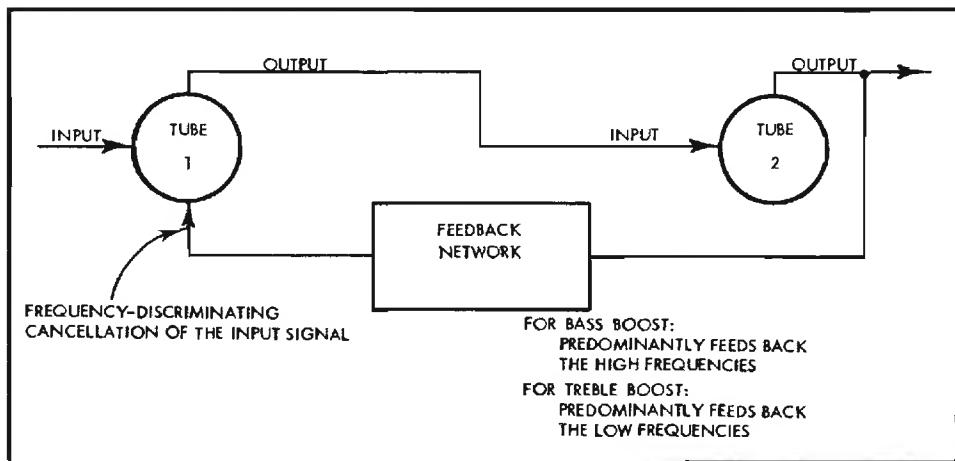 OUTPUT
OUTPUT
INPUT
TUBE
1
INPUT
TUBE
2
FEEDBACK
NETWORK
FREQUENCY-DISCRIMINATING
CANCELLATION OF THE INPUT SIGNAL
FOR BASS BOOST:
PREDOMINANTLY FEEDS BACK
THE HIGH FREQUENCIES
FOR TREBLE BOOST:
PREDOMINANTLY FEEDS BACK
THE LOW FREQUENCIES